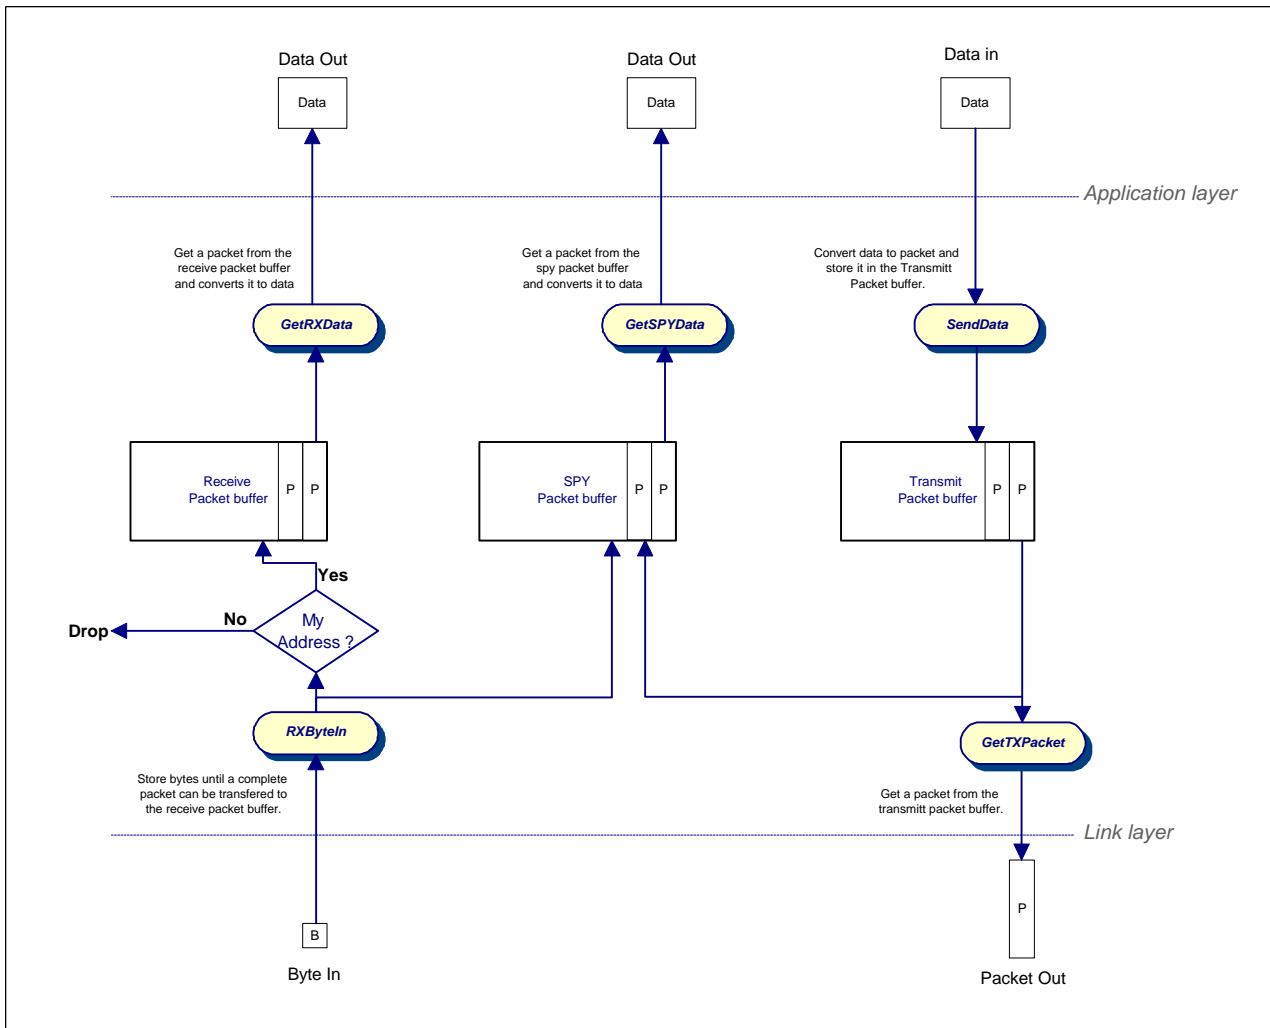 Data Out
Data Out
Data in
Data
Data
Data
Application layer
Get a packet from the
receive packet buffer
and converts it to data
Get a packet from the
spy packet buffer
and converts it to data
Convert data to packet and
store it in the Transmitt
Packet buffer.
GetRXData
GetSPYData
SendData
Receive
Packet buffer
P
P
SPY
Packet buffer
P
P
Transmit
Packet buffer
P
P
Yes
No
My
Address ?
Drop
RXByteIn
GetTXPacket
Store bytes until a complete
packet can be transfered to
the receive packet buffer.
Get a packet from the
transmitt packet buffer.
Link layer
B
P
Byte In
Packet Out